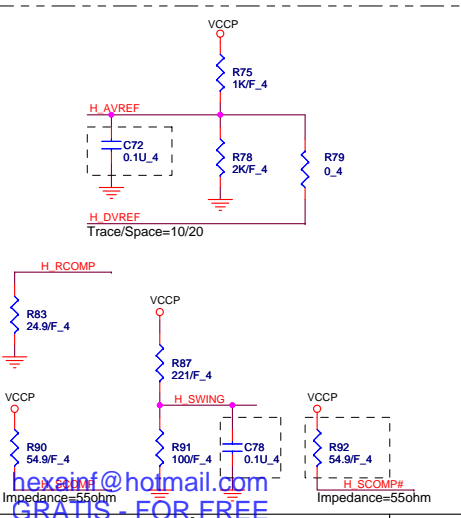 VCCP
R75
1K/F_4
H_AVREF
C72
0.1U_4
R78
2K/F_4
R79
0_4
H_DVREF
Trace/Space=10/20
H_RCOMP
R83
24.9/F_4
VCCP
R87
221/F_4
H_SWING
VCCP
R90
54.9/F_4
H_SCOMP
Impedance=55ohm
R91
100/F_4
C78
0.1U_4
VCCP
R92
54.9/F_4
H_SCOMP#
Impedance=55ohm
hexainf@hotmail.com
GRATIS - FOR FREE